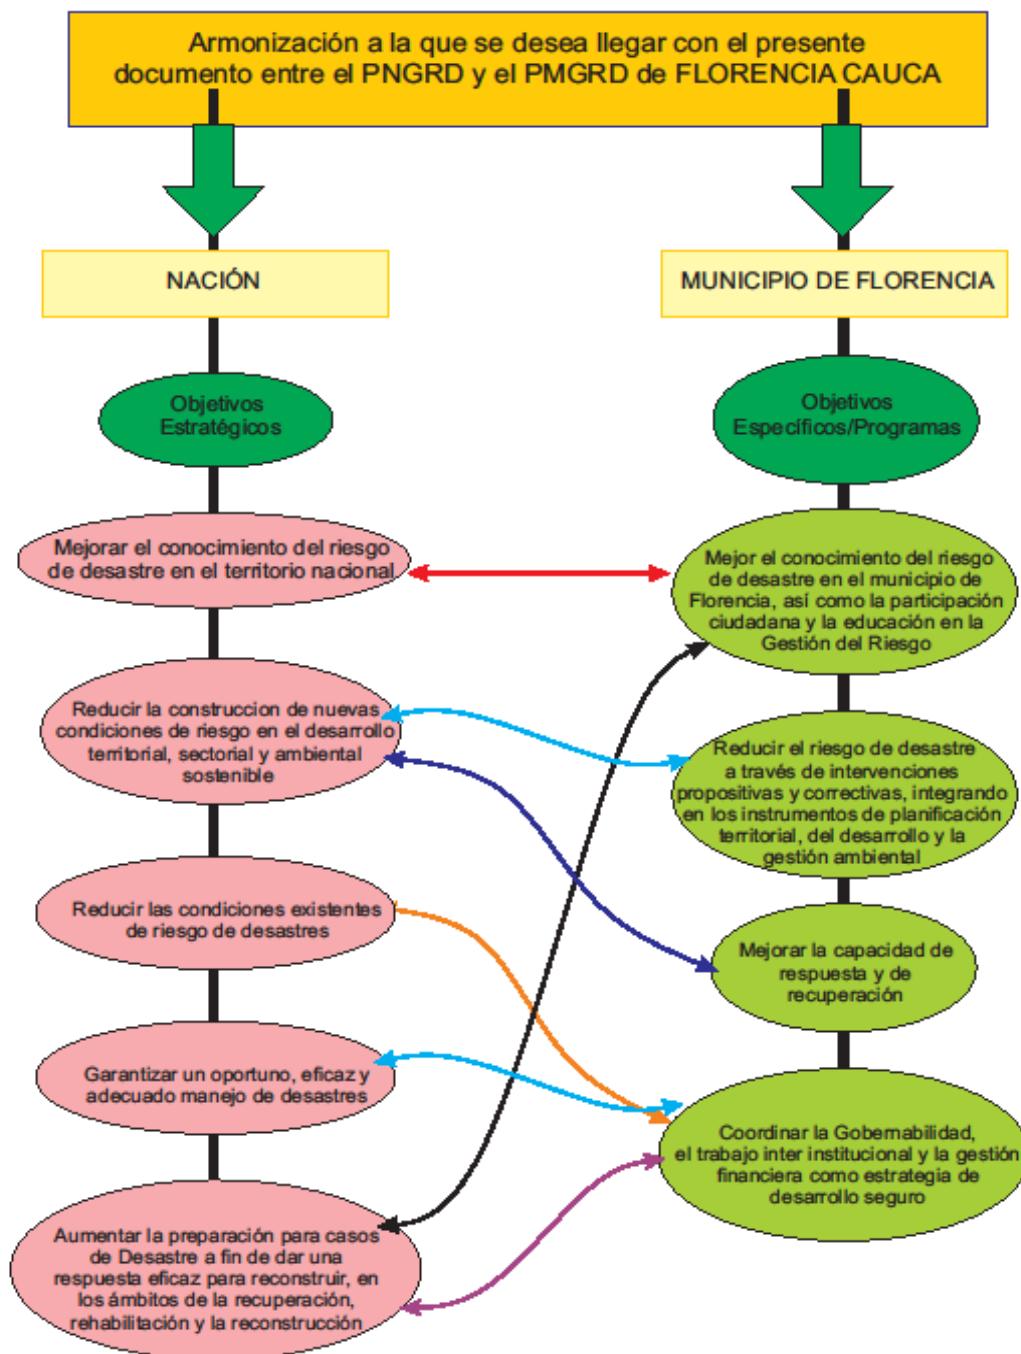 Armonización a la que se desea llegar con el presente
documento entre el PNGRD y el PMGRD de FLORENCIA CAUCA
NACIÓN
MUNICIPIO DE FLORENCIA
Objetivos
Estratégicos
Objetivos
Específicos/Programas
Mejorar el conocimiento del riesgo
de desastre en el territorio nacional
Mejor el conocimiento del riesgo
de desastre en el municipio de
Florencia, así como la participación
ciudadana y la educación en la
Gestión del Riesgo
Reducir la construccion de nuevas
condiciones de riesgo en el desarrollo
territorial, sectorial y ambiental
sostenible
Reducir el riesgo de desastre
a través de intervenciones
propositivas y correctivas, integrando
en los instrumentos de planificación
territorial, del desarrollo y la
gestión ambiental
Reducir las condiciones existentes
de riesgo de desastres
Mejorar la capacidad de
respuesta y de
recuperación
Garantizar un oportuno, eficaz y
adecuado manejo de desastres
Coordinar la Gobernabilidad,
el trabajo inter institucional y la gestión
financiera como estrategia de
desarrollo seguro
Aumentar la preparación para casos
de Desastre a fin de dar una
respuesta eficaz para reconstruir, en
los ámbitos de la recuperación,
rehabilitación y la reconstrucción